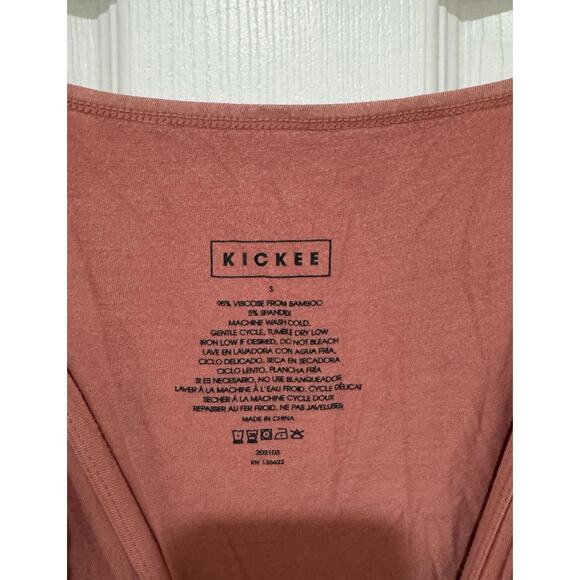 KICKEE
S
95% VISCOSE FROM BAMBOO
5% SPANDEX
MACHINE WASH COLD,
GENTLE CYCLE, TUMBLE DRY LOW
IRON LOW IF DESIRED, DO NOT BLEACH
LAVE EN LAVADORA CON AGUA FRÍA,
CICLO DELICADO, SECA EN SECADORA
CICLO LENTO, PLANCHA FRÍA
SI ES NECESARIO, NO USE BLANQUEADOR
LAVER À LA MACHINE À L'EAU FROID, CYCLE DÉLICAT
SECHER À LA MACHINE CYCLE DOUX
REPASSER AU FER FROID, NE PAS JAVELLISER
MADE IN CHINA
202103
RN 136622